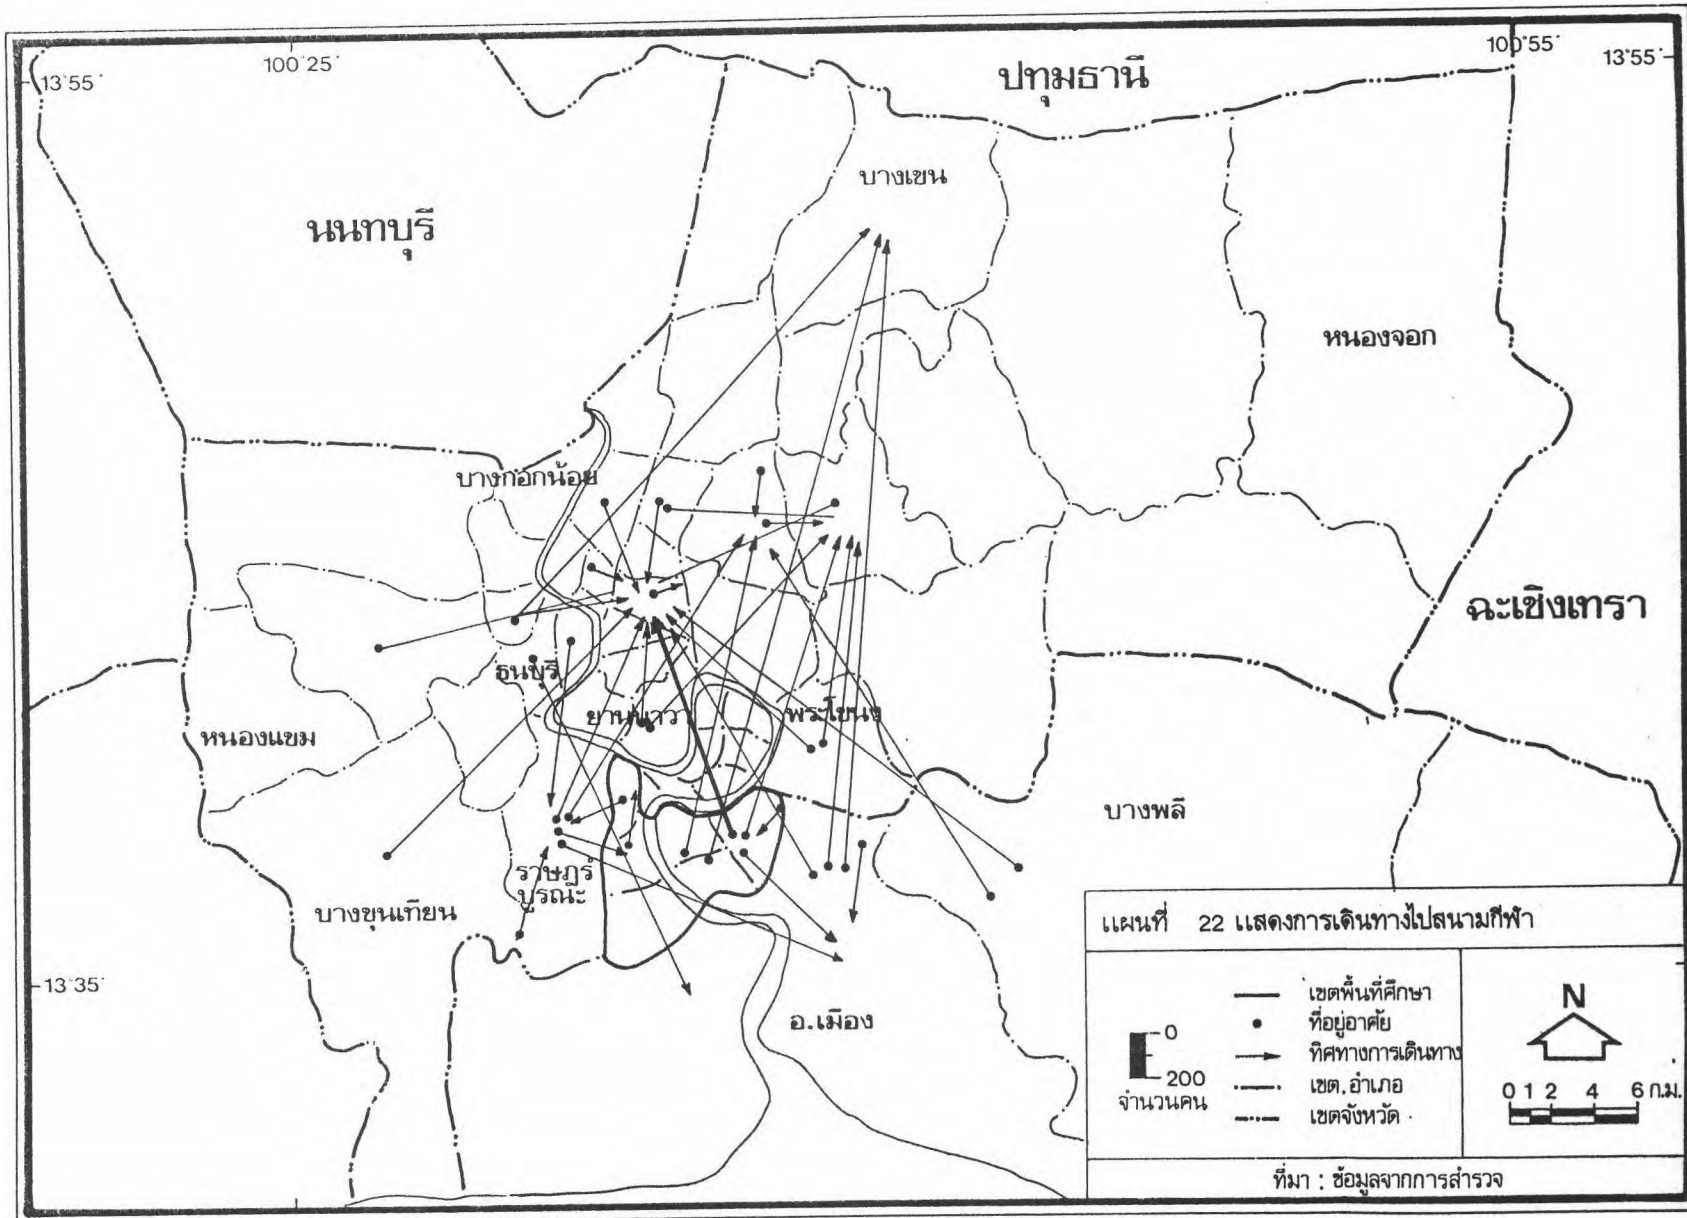 100°25'
100°55'
13°55'
13°55'
ปทุมธานี
บางเขน
นนทบุรี
หนองจอก
บางกอกน้อย
ฉะเชิงเทรา
ธนบุรี
ยานนาวา
พระโขนง
หนองแขม
บางพลี
ราษฎร์
บูรณะ
บางขุนเทียน
13°35'
อ.เมือง
แผนที่ 22 แสดงการเดินทางไปสนามกีฬา
เขตพื้นที่ศึกษา
ที่อยู่อาศัย
ทิศทางการเดินทาง
เขต,อำเภอ
เขตจังหวัด
0
200
จำนวนคน
N
0 1 2 4 6 ก.ม.
ที่มา : ข้อมูลจากการสำรวจ